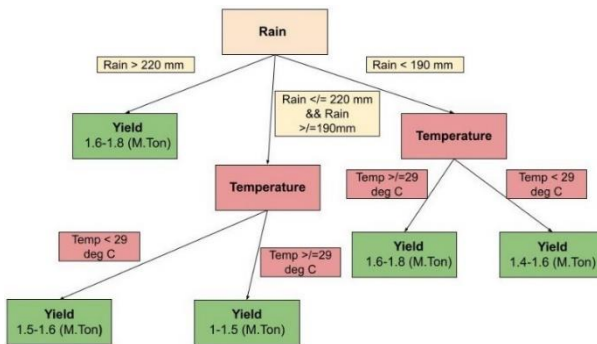 Rain
Rain > 220 mm
Rain < 190 mm
Rain </= 220 mm
&& Rain
>/=190mm
Yield
1.6-1.8 (M.Ton)
Temperature
Temperature
Temp >/=29
deg C
Temp < 29
deg C
Temp < 29
deg C
Temp >/=29
deg C
Yield
1.6-1.8 (M.Ton)
Yield
1.4-1.6 (M.Ton)
Yield
1.5-1.6 (M.Ton)
Yield
1-1.5 (M.Ton)